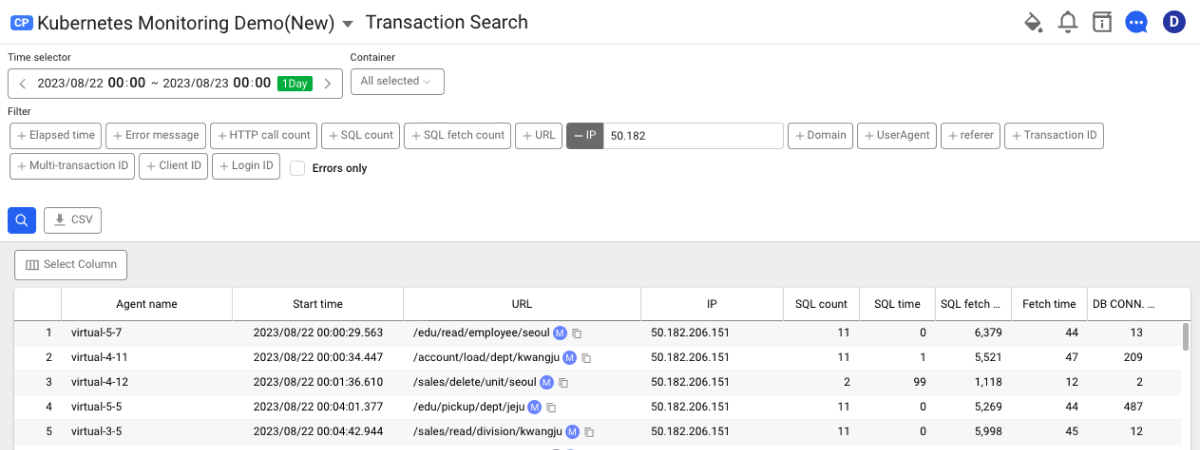 CP Kubernetes Monitoring Demo(New) Transaction Search D
Time selector Container
2023/08/22 00:00 ~ 2023/08/23 00:00 1Day All selected
Filter
+ Elapsed time + Error message + HTTP call count + SQL count + SQL fetch count + URL − IP 50.182 + Domain + UserAgent + referer + Transaction ID
+ Multi-transaction ID + Client ID + Login ID Errors only
CSV
Select Column
Agent name Start time URL IP SQL count SQL time SQL fetch ... Fetch time DB CONN. ...
1 virtual-5-7 2023/08/22 00:00:29.563 /edu/read/employee/seoul M 50.182.206.151 11 0 6,379 44 13
2 virtual-4-11 2023/08/22 00:00:34.447 /account/load/dept/kwangju M 50.182.206.151 11 1 5,521 47 209
3 virtual-4-12 2023/08/22 00:01:36.610 /sales/delete/unit/seoul M 50.182.206.151 2 99 1,118 12 2
4 virtual-5-5 2023/08/22 00:04:01.377 /edu/pickup/dept/jeju M 50.182.206.151 11 0 5,269 44 487
5 virtual-3-5 2023/08/22 00:04:42.944 /sales/read/division/kwangju M 50.182.206.151 11 0 5,998 45 12